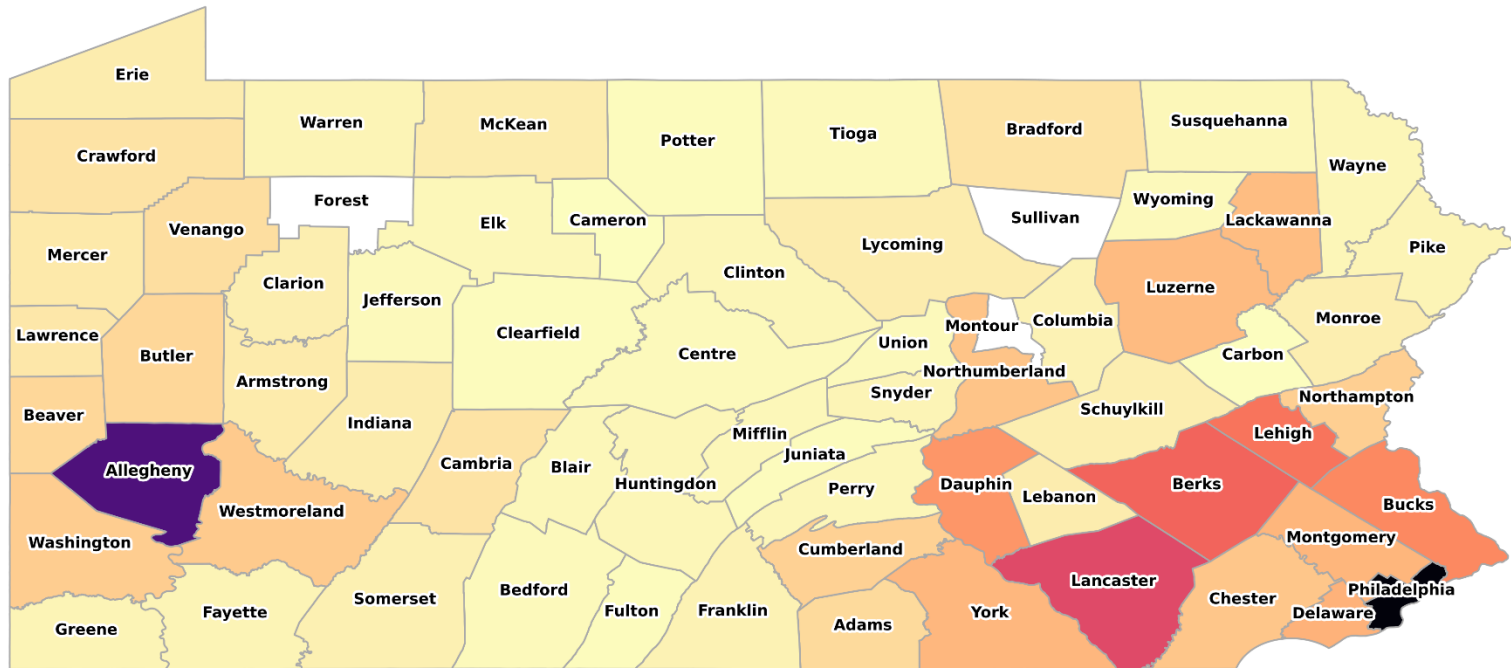 Erie
Warren
McKean
Potter
Tioga
Bradford
Susquehanna
Crawford
Wayne
Forest
Venango
Elk
Cameron
Wyoming
Sullivan
Lackawanna
Mercer
Lycoming
Pike
Clarion
Clinton
Jefferson
Luzerne
Lawrence
Clearfield
Montour
Columbia
Monroe
Butler
Centre
Union
Carbon
Armstrong
Northumberland
Snyder
Northampton
Beaver
Indiana
Schuylkill
Mifflin
Lehigh
Allegheny
Cambria
Blair
Juniata
Huntingdon
Perry
Dauphin
Lebanon
Berks
Westmoreland
Bucks
Washington
Cumberland
Montgomery
Bedford
Lancaster
Philadelphia
Somerset
Fayette
Fulton
Franklin
York
Chester
Delaware
Greene
Adams